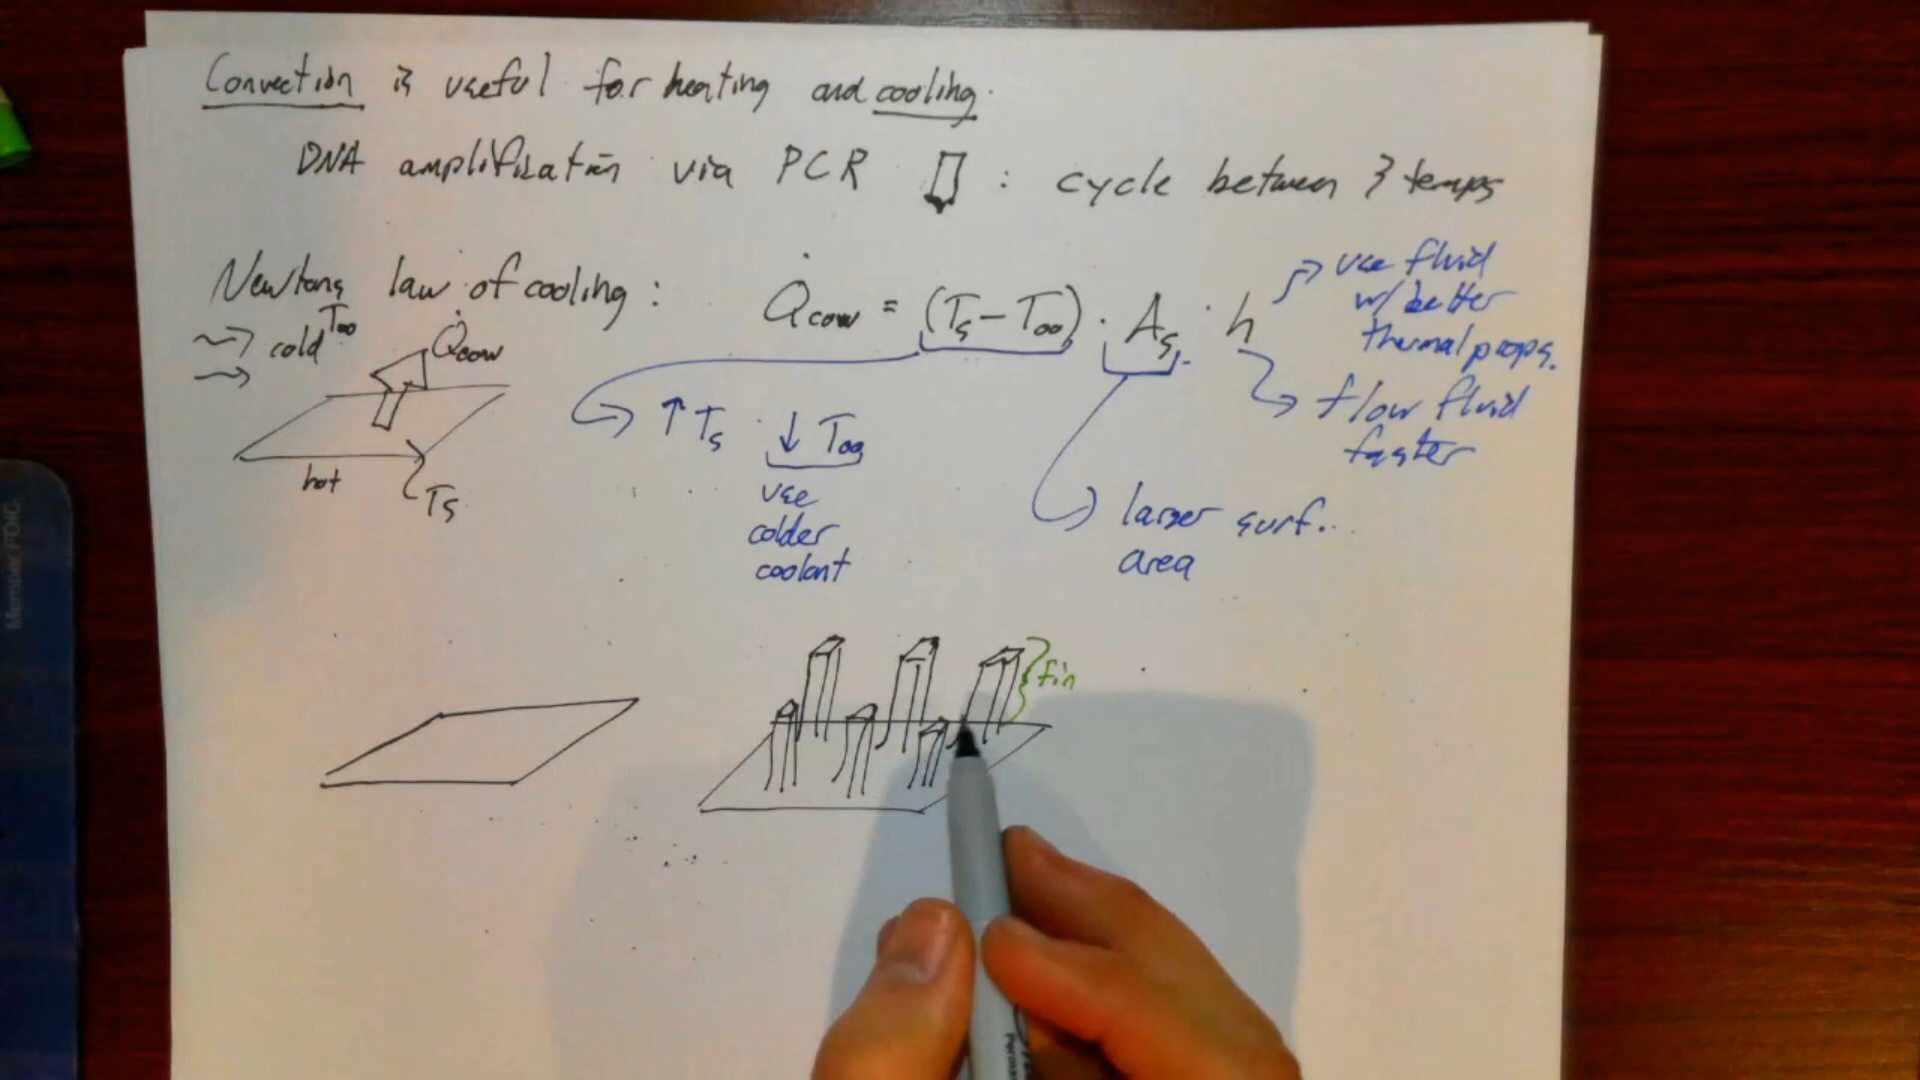 Convection is useful for heating and cooling.
DNA amplification via PCR : cycle between 3 temps
Newtons law of cooling : Q̇conv = (Ts - T∞) · As · h
use fluid
w/ better
thermal props.
flow fluid
faster
cold T∞
Q̇conv
hot
Ts
↑ Ts ↓ T∞
use
colder
coolant
larger surf.
area
fin